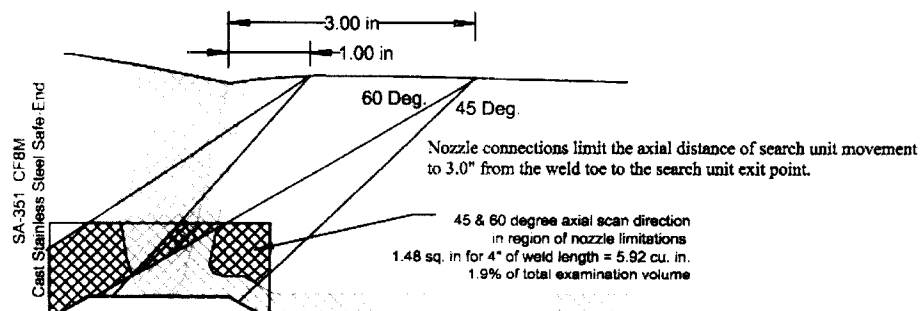 3.00 in
1.00 in
60 Deg.
45 Deg.
SA-351 CF8M
Cast Stainless Steel Safe-End
Nozzle connections limit the axial distance of search unit movement
to 3.0" from the weld toe to the search unit exit point.
45 & 60 degree axial scan direction
in region of nozzle limitations
1.48 sq. in for 4" of weld length = 5.92 cu. in.
1.9% of total examination volume